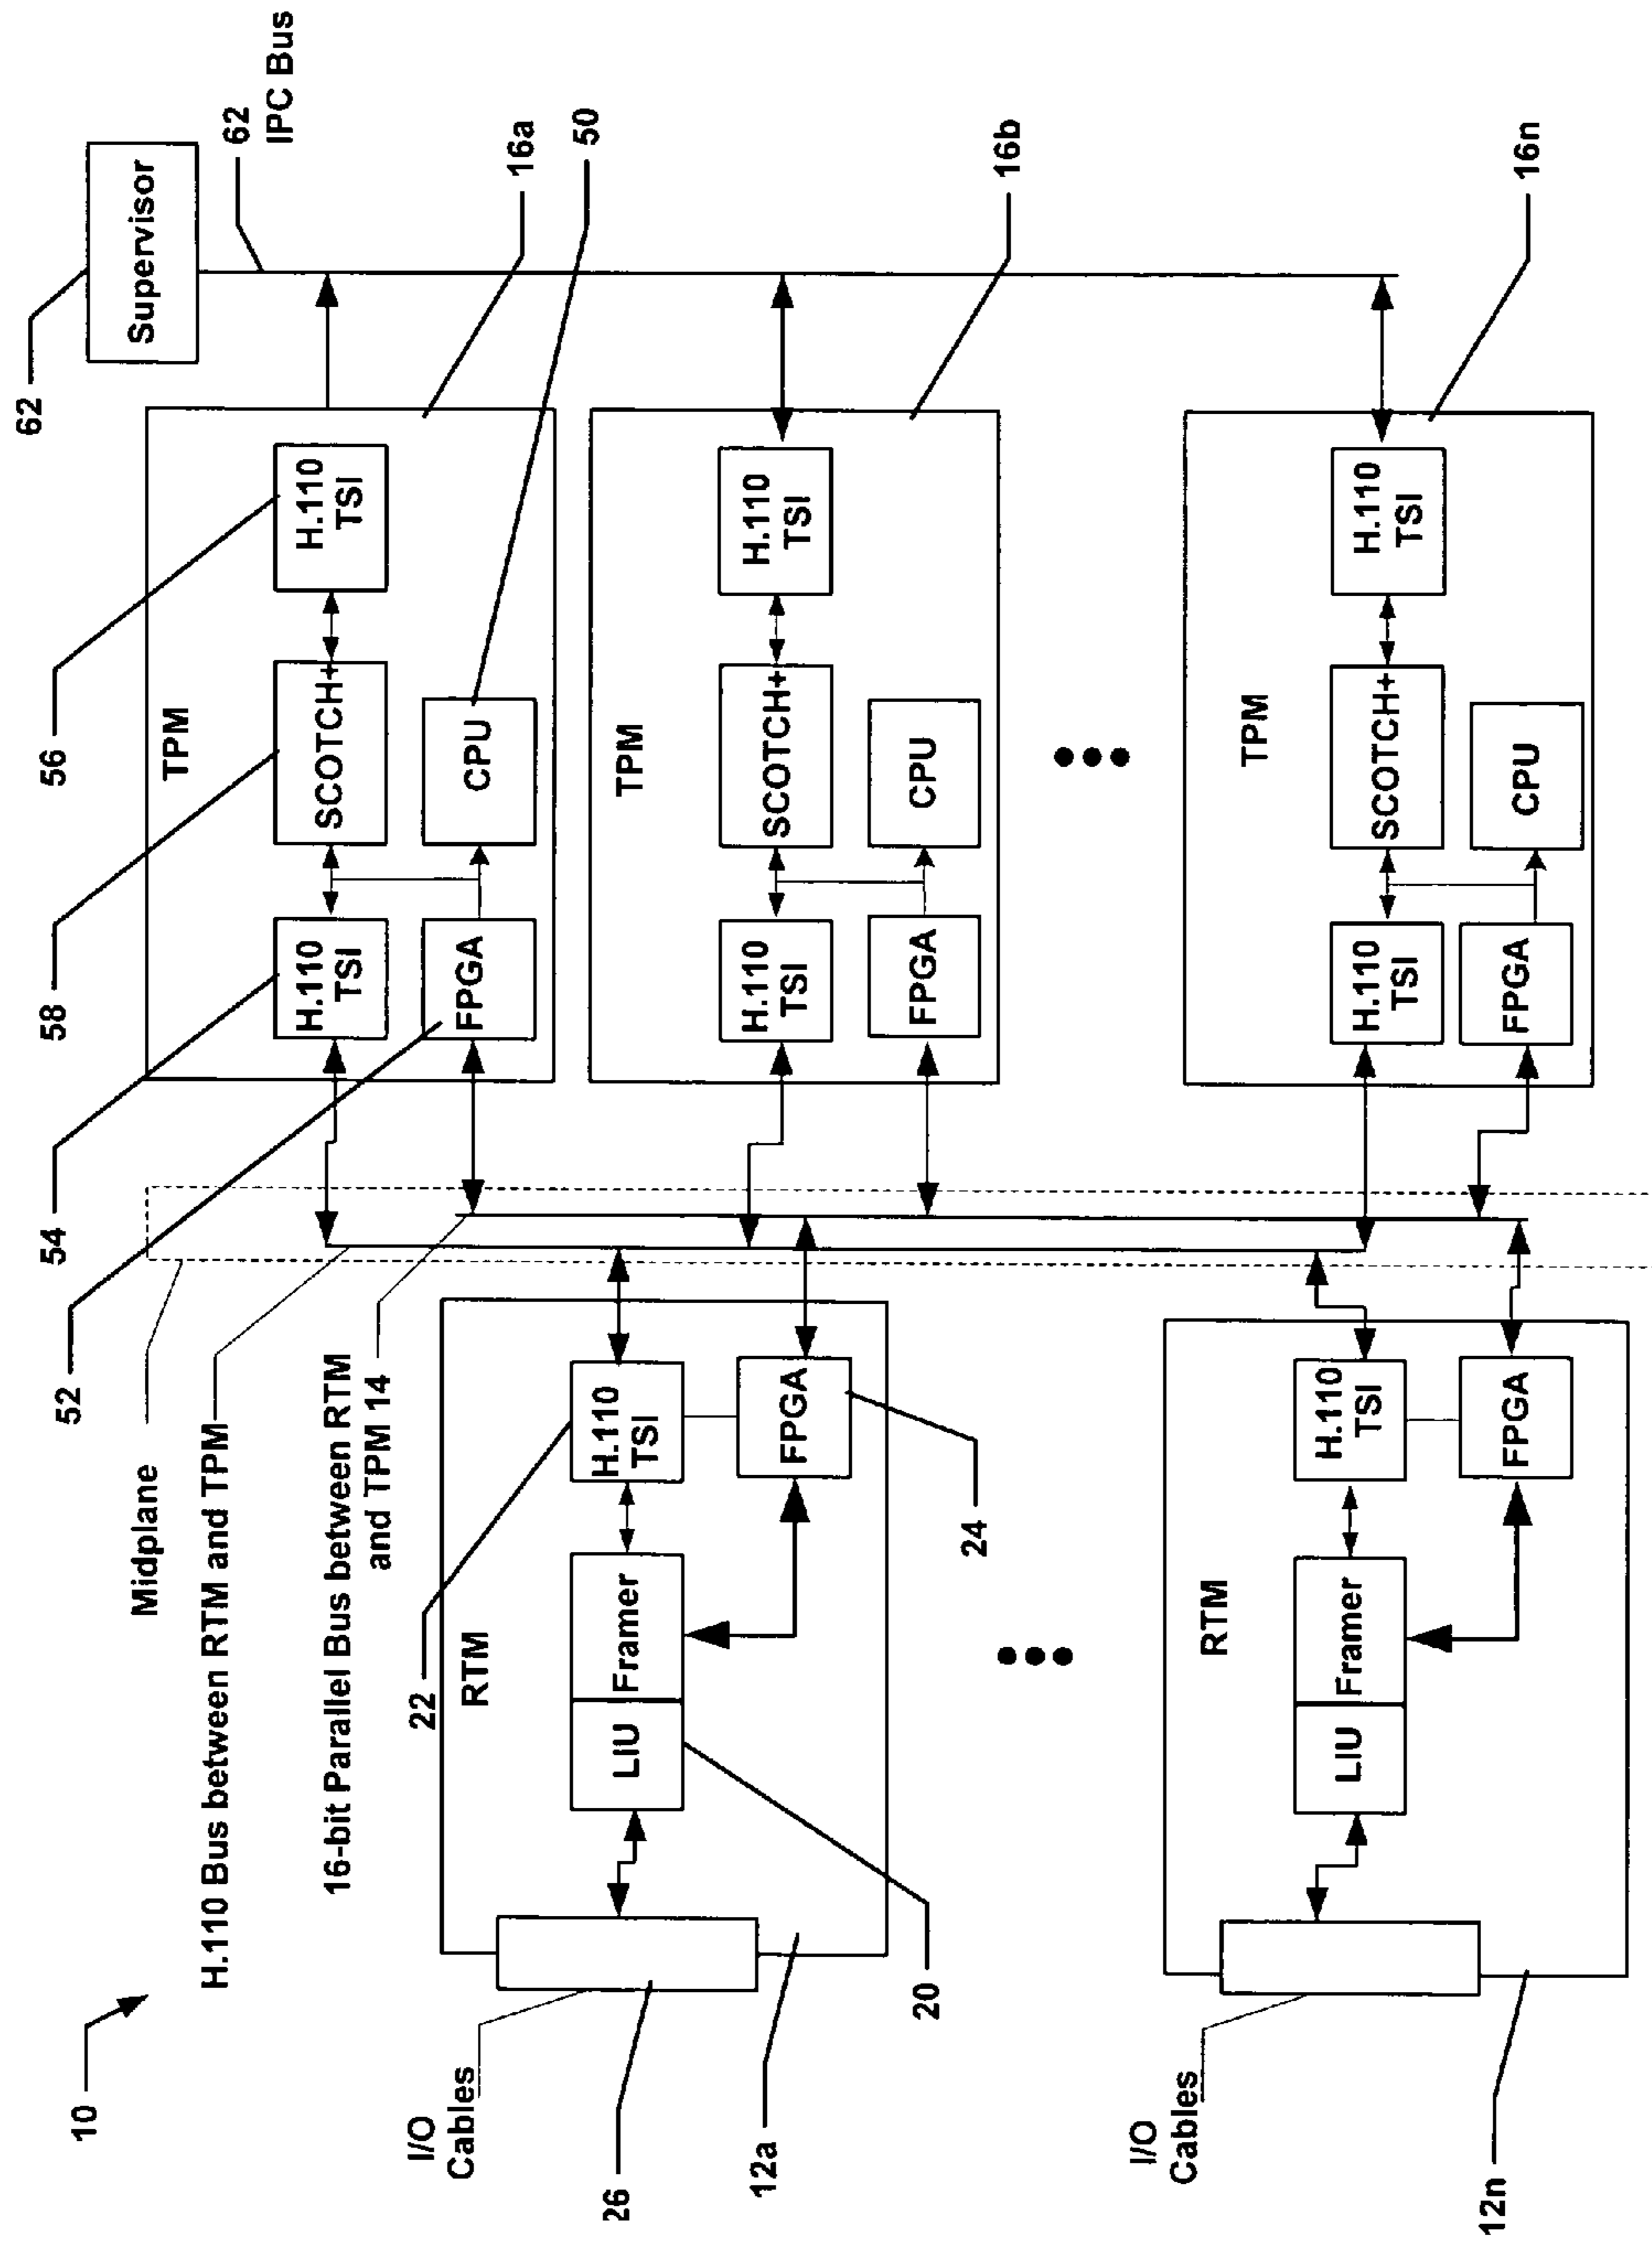 10
Midplane
H.110 Bus between RTM and TPM
16-bit Parallel Bus between RTM
and TPM 14
I/O
Cables
26
12a
20
22
24
RTM
LIU
Framer
H.110
TSI
FPGA
I/O
Cables
12n
RTM
LIU
Framer
H.110
TSI
FPGA
52
54
58
56
62
Supervisor
62
IPC Bus
16a
50
TPM
H.110
TSI
SCOTCH+
H.110
TSI
FPGA
CPU
16b
TPM
H.110
TSI
SCOTCH+
H.110
TSI
FPGA
CPU
16n
TPM
H.110
TSI
SCOTCH+
H.110
TSI
FPGA
CPU